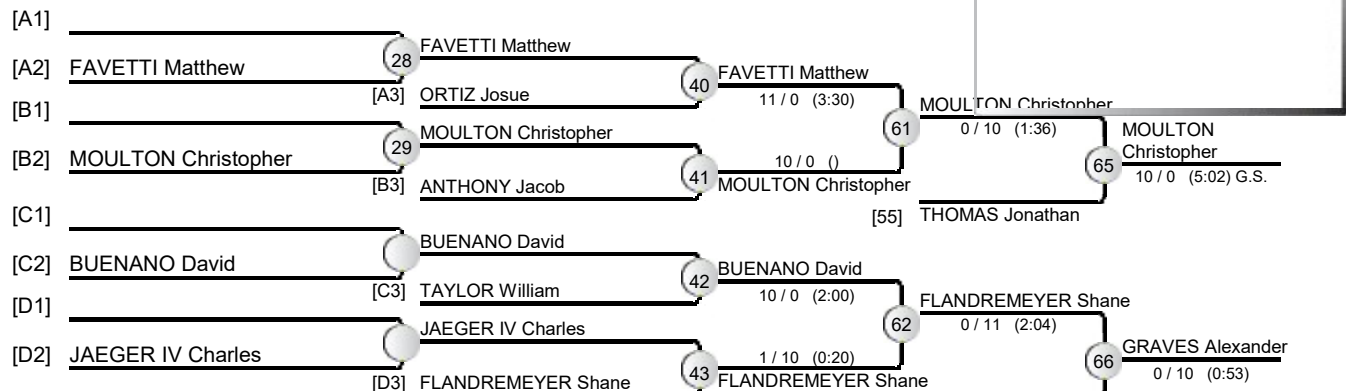 [A1]
28
FAVETTI Matthew
[A2] FAVETTI Matthew
40
FAVETTI Matthew
[A3] ORTIZ Josue
11 / 0 (3:30)
[B1]
61
MOULTON Christopher
0 / 10 (1:36)
29
MOULTON Christopher
[B2] MOULTON Christopher
65
MOULTON
Christopher
10 / 0 (5:02) G.S.
[B3] ANTHONY Jacob
41
10 / 0 ()
MOULTON Christopher
[55] THOMAS Jonathan
[C1]
BUENANO David
[C2] BUENANO David
42
BUENANO David
[C3] TAYLOR William
10 / 0 (2:00)
[D1]
62
FLANDREMEYER Shane
0 / 11 (2:04)
JAEGER IV Charles
[D2] JAEGER IV Charles
66
GRAVES Alexander
0 / 10 (0:53)
43
1 / 10 (0:20)
[D3] FLANDREMEYER Shane
FLANDREMEYER Shane